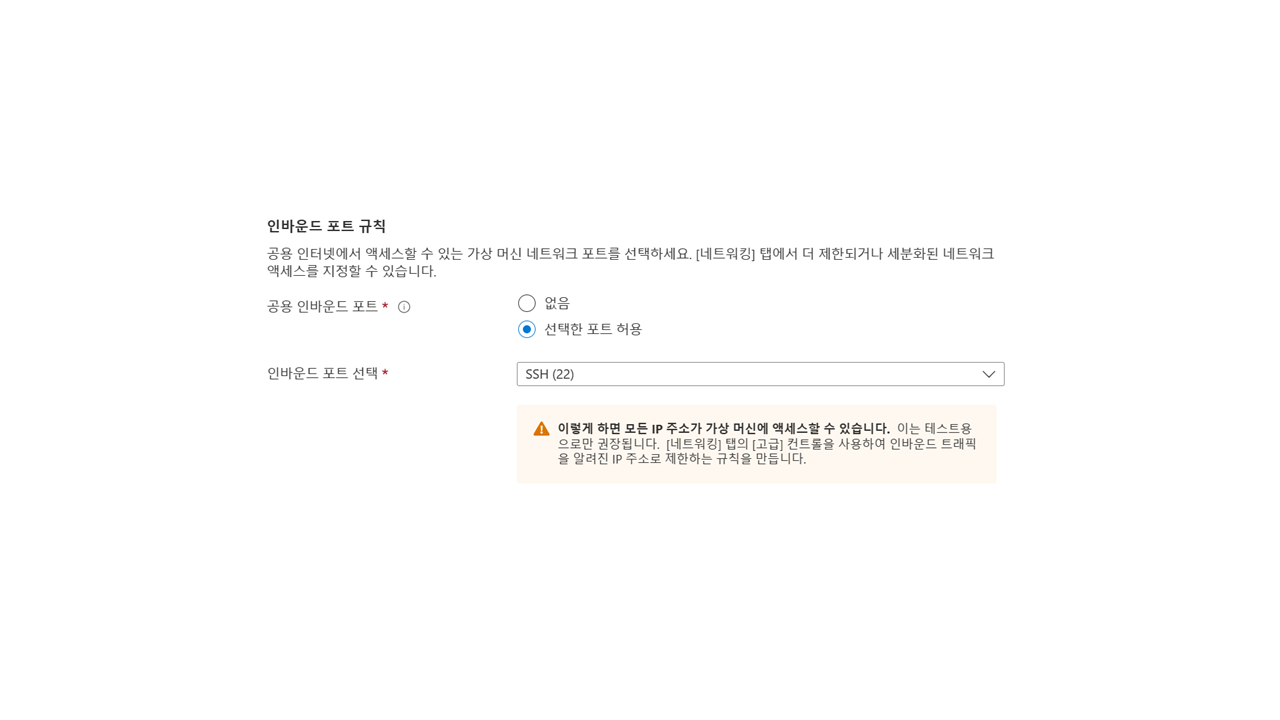 인바운드 포트 규칙
공용 인터넷에서 액세스할 수 있는 가상 머신 네트워크 포트를 선택하세요. [네트워킹] 탭에서 더 제한되거나 세분화된 네트워크
액세스를 지정할 수 있습니다.
공용 인바운드 포트 *
없음
선택한 포트 허용
인바운드 포트 선택 *
SSH (22)
이렇게 하면 모든 IP 주소가 가상 머신에 액세스할 수 있습니다. 이는 테스트용
으로만 권장됩니다. [네트워킹] 탭의 [고급] 컨트롤을 사용하여 인바운드 트래픽
을 알려진 IP 주소로 제한하는 규칙을 만듭니다.